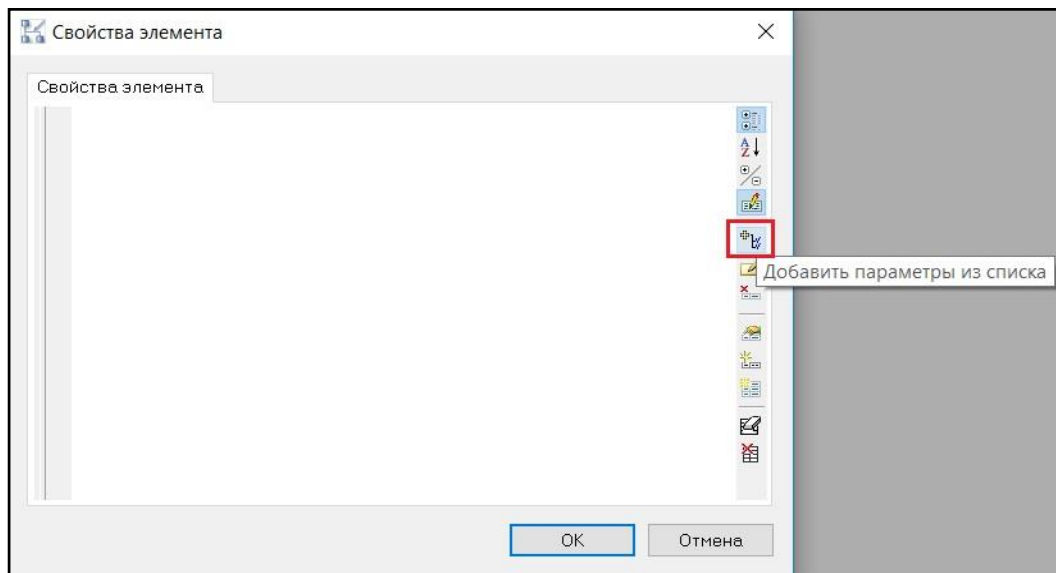 Свойства элемента
Свойства элемента
Добавить параметры из списка
OK
Отмена